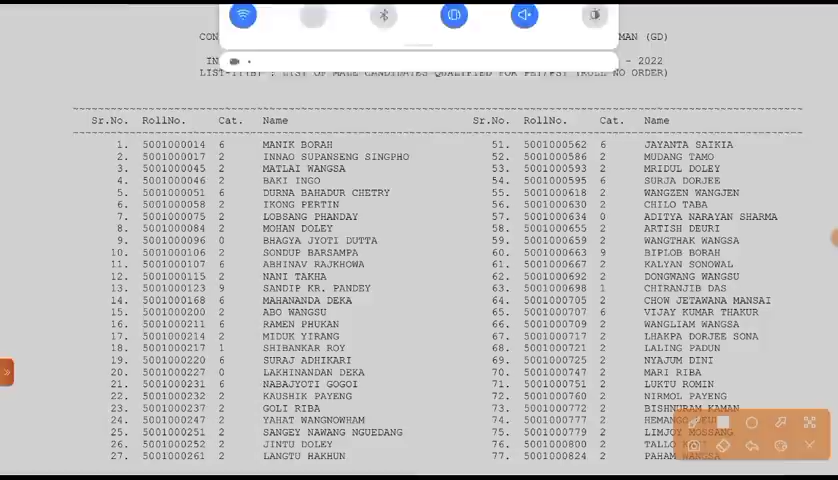 CON MAN (GD)
IN - 2022
LIST-1(B) : LIST OF MALE CANDIDATES QUALIFIED FOR PET/PST (ROLL NO ORDER)
Sr.No. RollNo. Cat. Name Sr.No. RollNo. Cat. Name
1. 5001000014 6 MANIK BORAH 51. 5001000562 6 JAYANTA SAIKIA
2. 5001000017 2 INNAO SUPANSENG SINGPHO 52. 5001000586 2 MUDANG TAMO
3. 5001000045 2 MATLAI WANGSA 53. 5001000593 2 MRIDUL DOLEY
4. 5001000046 2 BAKI INGO 54. 5001000595 6 SURJA DORJEE
5. 5001000051 6 DURNA BAHADUR CHETRY 55. 5001000618 2 WANGZEN WANGJEN
6. 5001000058 2 IKONG PERTIN 56. 5001000630 2 CHILO TABA
7. 5001000075 2 LOBSANG PHANDAY 57. 5001000634 0 ADITYA NARAYAN SHARMA
8. 5001000084 2 MOHAN DOLEY 58. 5001000655 2 ARTISH DEURI
9. 5001000096 0 BHAGYA JYOTI DUTTA 59. 5001000659 2 WANGTHAK WANGSA
10. 5001000106 2 SONDUP BARSAMPA 60. 5001000663 9 BIPLOB BORAH
11. 5001000107 6 ABHINAV RAJKHOWA 61. 5001000667 2 KALYAN SONOWAL
12. 5001000115 2 NANI TAKHA 62. 5001000692 2 DONGWANG WANGSU
13. 5001000123 9 SANDIP KR. PANDEY 63. 5001000698 1 CHIRANJIB DAS
14. 5001000168 6 MAHANANDA DEKA 64. 5001000705 2 CHOW JETAWANA MANSAI
15. 5001000200 2 ABO WANGSU 65. 5001000707 6 VIJAY KUMAR THAKUR
16. 5001000211 6 RAMEN PHUKAN 66. 5001000709 2 WANGLIAM WANGSA
17. 5001000214 2 MIDUK YIRANG 67. 5001000717 2 LHAKPA DORJEE SONA
18. 5001000217 1 SHIBANKAR ROY 68. 5001000721 2 LALING PADUN
19. 5001000220 6 SURAJ ADHIKARI 69. 5001000725 2 NYAJUM DINI
20. 5001000227 0 LAKHINANDAN DEKA 70. 5001000747 2 MARI RIBA
21. 5001000231 6 NABAJYOTI GOGOI 71. 5001000751 2 LUKTU ROMIN
22. 5001000232 2 KAUSHIK PAYENG 72. 5001000760 2 NIRMOL PAYENG
23. 5001000237 2 GOLI RIBA 73. 5001000772 2 BISHNURAM KAMAN
24. 5001000247 2 YAHAT WANGNOWHAM 74. 5001000777 2
25. 5001000251 2 SANGEY NAWANG NGUEDANG 75. 5001000779 2 LIMJOY MOSSANG
26. 5001000252 2 JINTU DOLEY 76. 5001000800 2 TALLO
27. 5001000261 2 LANGTU HAKHUN 77. 5001000824 2 PAHAM WANGSA